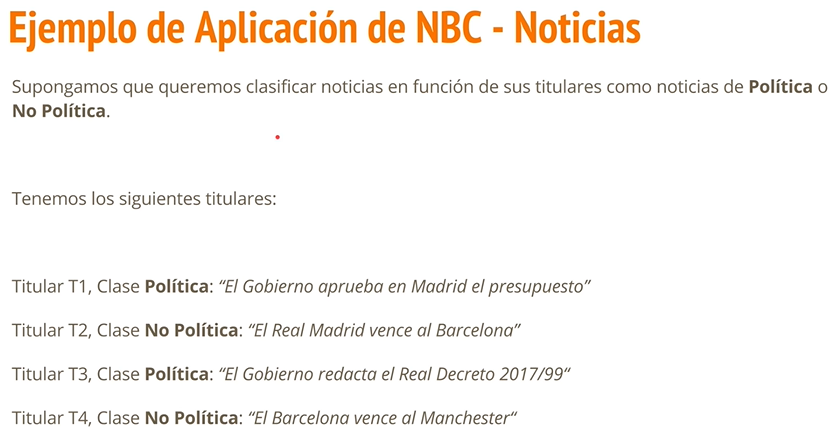 Ejemplo de Aplicación de NBC - Noticias
Supongamos que queremos clasificar noticias en función de sus titulares como noticias de Política o
No Política.
Tenemos los siguientes titulares:
Titular T1, Clase Política: “El Gobierno aprueba en Madrid el presupuesto”
Titular T2, Clase No Política: “El Real Madrid vence al Barcelona”
Titular T3, Clase Política: “El Gobierno redacta el Real Decreto 2017/99“
Titular T4, Clase No Política: “El Barcelona vence al Manchester“